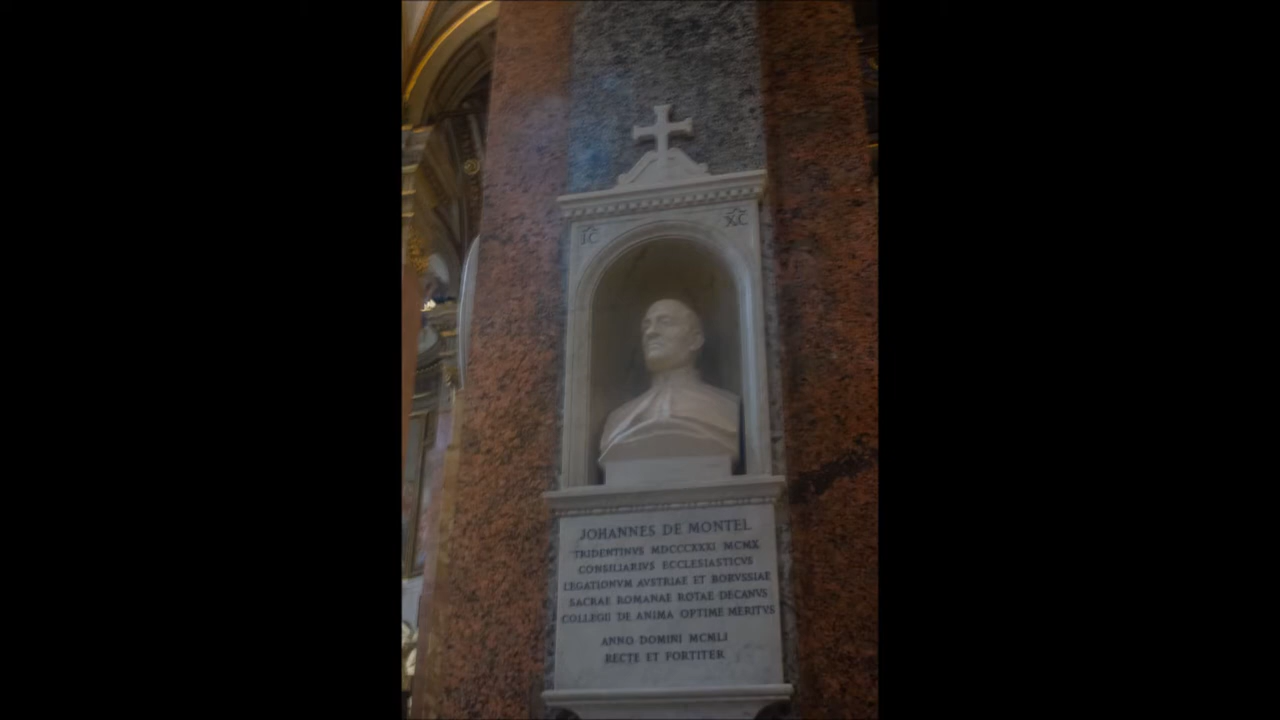 IC XC
JOHANNES DE MONTEL
TRIDENTINVS MDCCCXXXI MCMX
CONSILIARIVS ECCLESIASTICVS
LEGATIONVM AVSTRIAE ET BORVSSIAE
SACRAE ROMANAE ROTAE DECANVS
COLLEGII DE ANIMA OPTIME MERITVS
ANNO DOMINI MCMLI
RECTE ET FORTITER